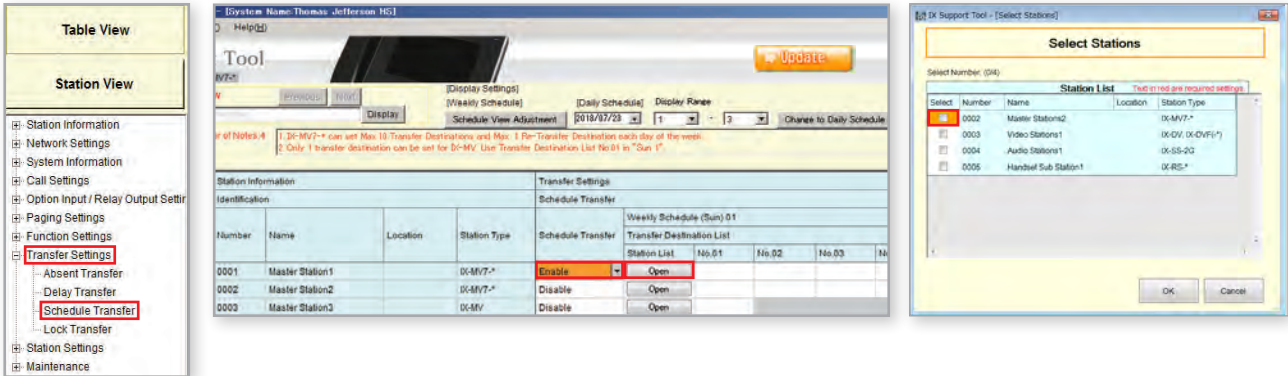 Table View
Station View
Station Information
Network Settings
System Information
Call Settings
Option Input / Relay Output Settir
Paging Settings
Function Settings
Transfer Settings
Absent Transfer
Delay Transfer
Schedule Transfer
Lock Transfer
Station Settings
Maintenance
- [System Name:Thomas Jefferson HS]
Help(H)
Tool
Update
MV7-*
Previous Next
[Display Settings]
[Weekly Schedule] [Daily Schedule] Display Range
Display Schedule View Adjustment 2018/07/23 1 - 3 Change to Daily Schedule
r of Notes:4
1. IX-MV7-* can set Max 10 Transfer Destinations and Max. 1 Re-Transfer Destination each day of the week.
2. Only 1 transfer destination can be set for IX-MV. Use Transfer Destination List No.01 in "Sun 1".
Station Information Transfer Settings
Identification Schedule Transfer
Weekly Schedule (Sun) 01
Number Name Location Station Type Schedule Transfer Transfer Destination List
Station List No.01 No.02 No.03
0001 Master Station1 IX-MV7-* Enable Open
0002 Master Station2 IX-MV7-* Disable Open
0003 Master Station3 IX-MV Disable Open
IX Support Tool - [Select Stations]
Select Stations
Select Number: (0/4)
Station List Text in red are required settings
Select Number Name Location Station Type
0002 Master Stations2 IX-MV7-*
0003 Video Stations1 IX-DV, IX-DVF(-*)
0004 Audio Stations1 IX-SS-2G
0005 Handset Sub Station1 IX-RS-*
OK Cancel